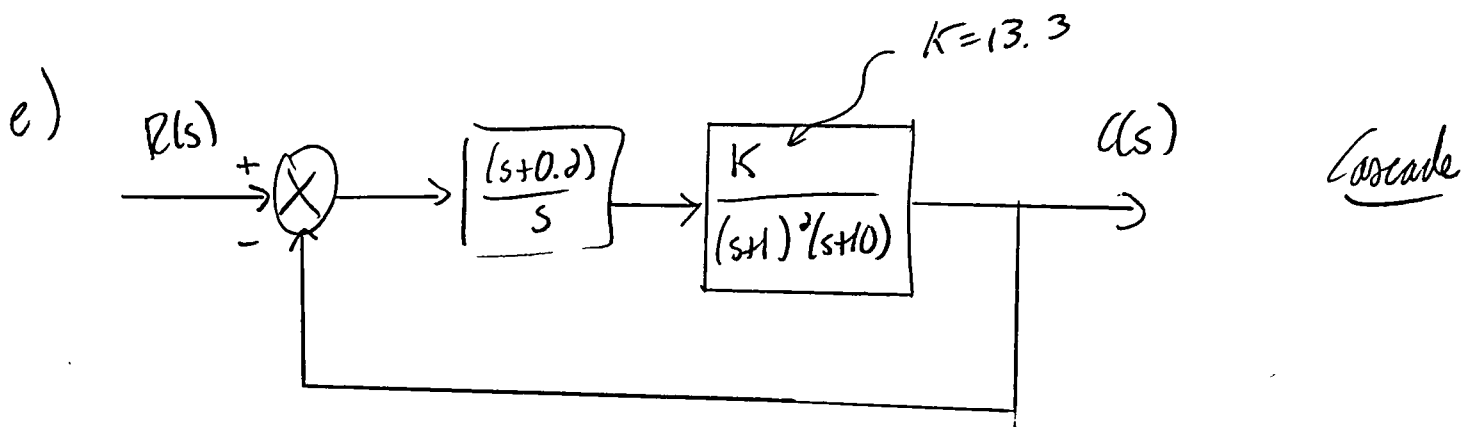 K=13.3
e)
R(s)
+
-
(s+0.2)
s
K
(s+1)²(s+10)
C(s)
Cascade